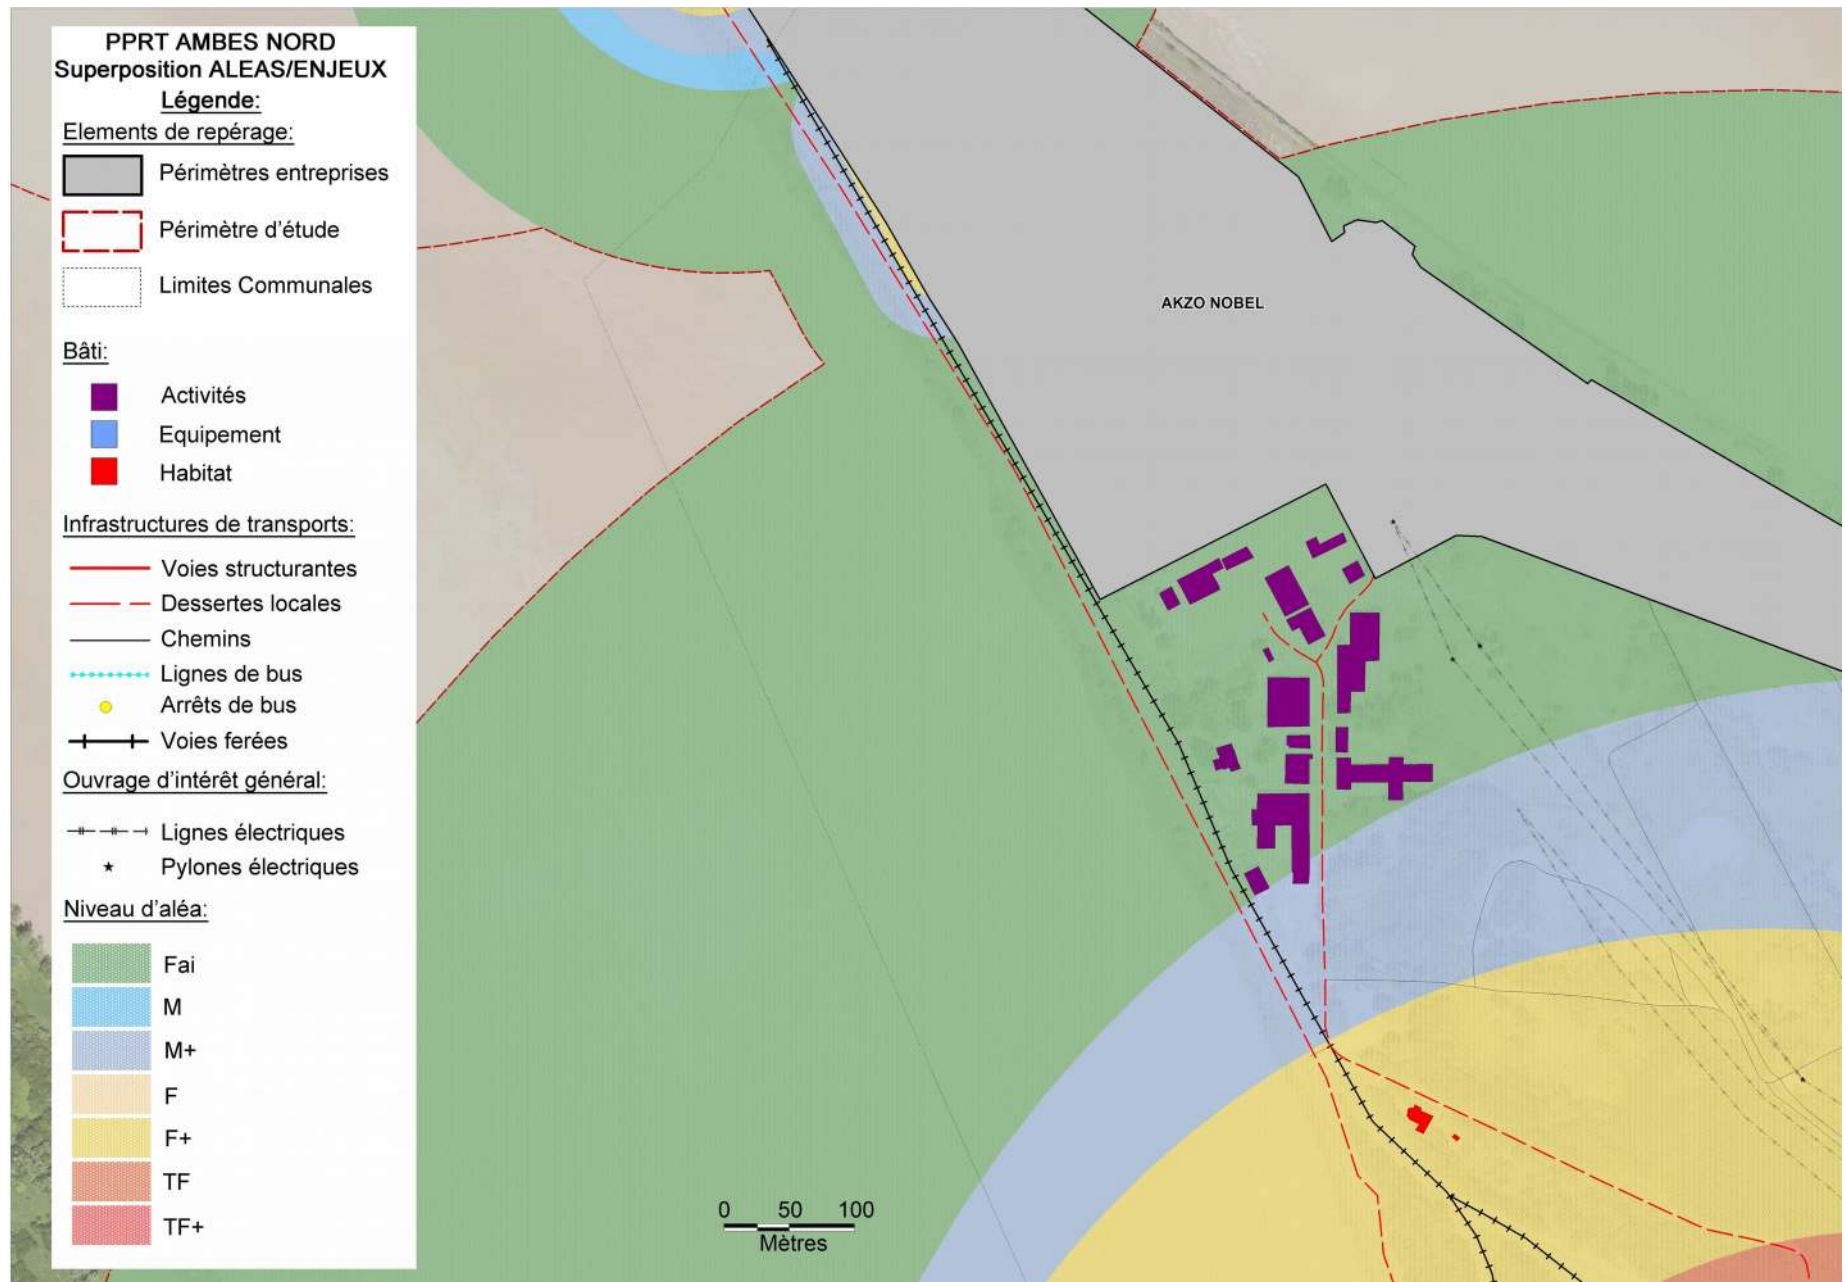 PPRT AMBES NORD
Superposition ALEAS/ENJEUX
Légende:
Elements de repérage:
Périmètres entreprises
Périmètre d'étude
Limites Communales
Bâti:
Activités
Equipement
Habitat
Infrastructures de transports:
Voies structurantes
Dessertes locales
Chemins
Lignes de bus
Arrêts de bus
Voies ferées
Ouvrage d'intérêt général:
Lignes électriques
Pylones électriques
Niveau d'aléa:
Fai
M
M+
F
F+
TF
TF+
AKZO NOBEL
0 50 100
Mètres